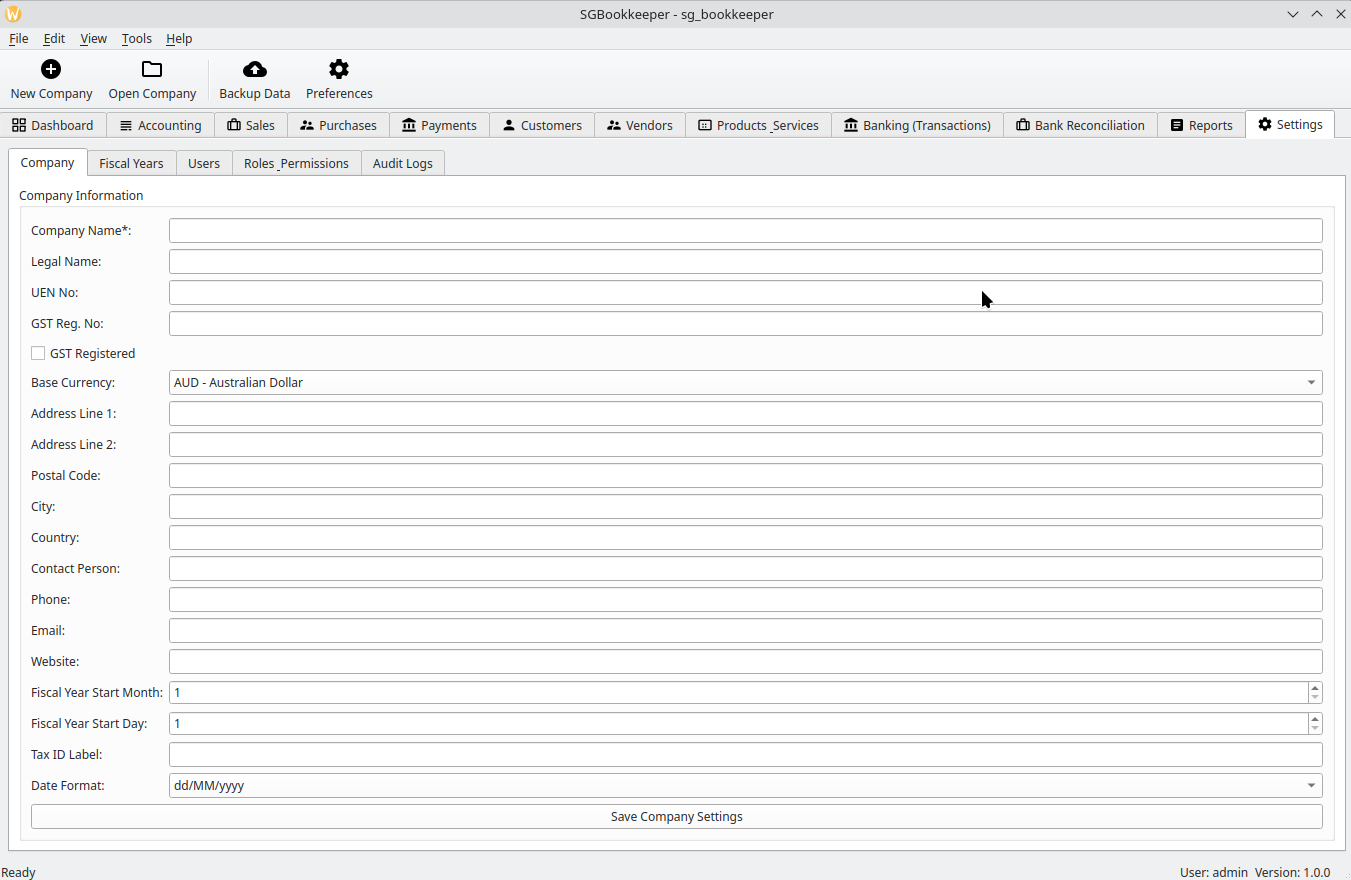 SGBookkeeper - sg_bookkeeper
File Edit View Tools Help
New Company Open Company Backup Data Preferences
Dashboard Accounting Sales Purchases Payments Customers Vendors Products _Services Banking (Transactions) Bank Reconciliation Reports Settings
Company Fiscal Years Users Roles _Permissions Audit Logs
Company Information
Company Name*:
Legal Name:
UEN No:
GST Reg. No:
GST Registered
Base Currency: AUD - Australian Dollar
Address Line 1:
Address Line 2:
Postal Code:
City:
Country:
Contact Person:
Phone:
Email:
Website:
Fiscal Year Start Month: 1
Fiscal Year Start Day: 1
Tax ID Label:
Date Format: dd/MM/yyyy
Save Company Settings
Ready User: admin Version: 1.0.0